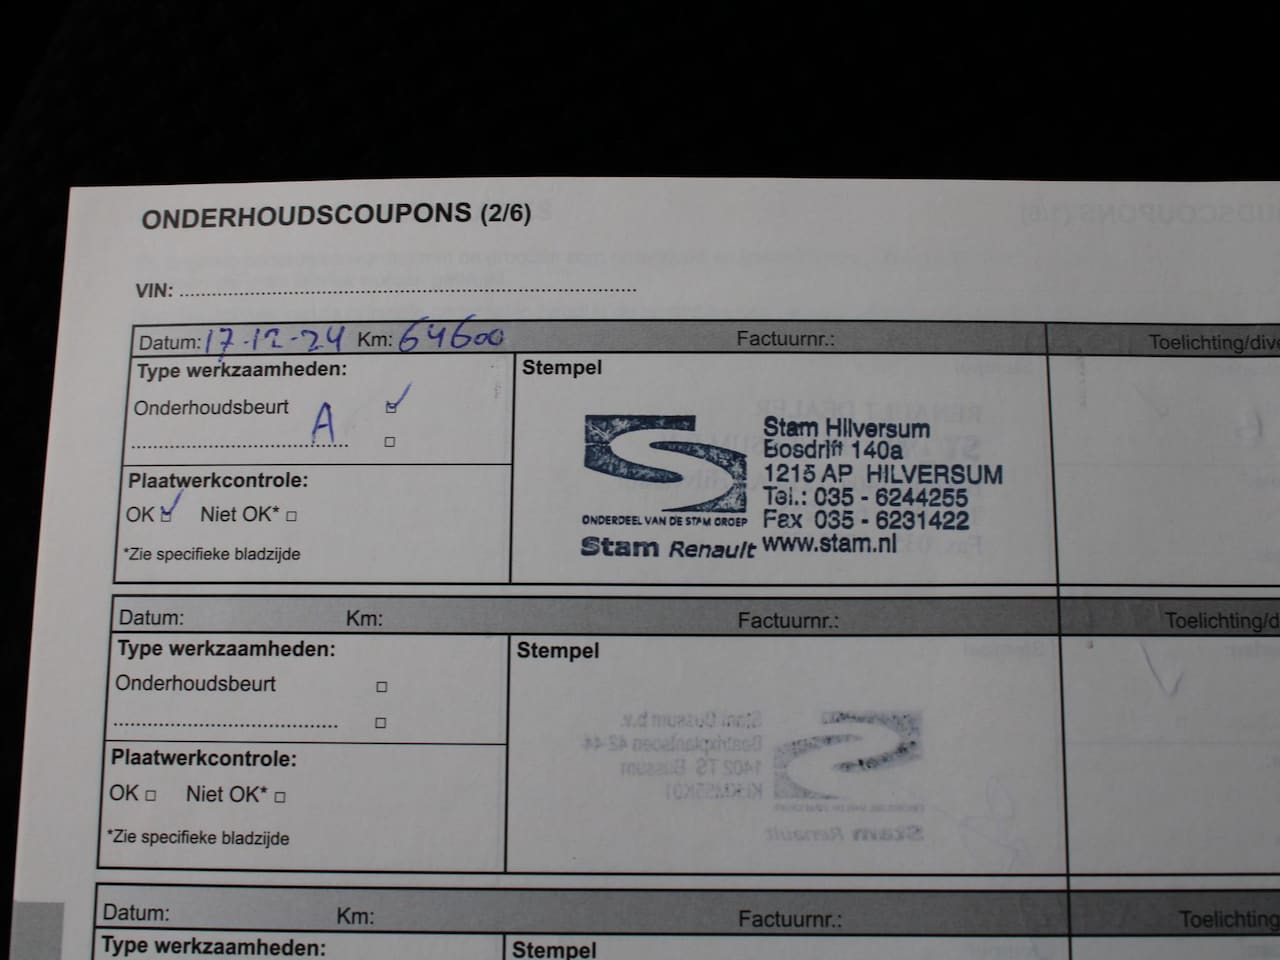 ONDERHOUDSCOUPONS (2/6)
VIN:
Datum: 17-12-24 Km: 64600 Factuurnr.: Toelichting/dive
Type werkzaamheden:
Onderhoudsbeurt
A
Plaatwerkcontrole:
OK Niet OK*
*Zie specifieke bladzijde
Stempel
ONDERDEEL VAN DE STAM GROEP
Stam Renault
Stam Hilversum
Bosdrift 140a
1215 AP HILVERSUM
Tel.: 035 - 6244255
Fax 035 - 6231422
www.stam.nl
Datum: Km: Factuurnr.: Toelichting/d
Type werkzaamheden:
Onderhoudsbeurt
Plaatwerkcontrole:
OK Niet OK*
*Zie specifieke bladzijde
Stempel
Datum: Km: Factuurnr.: Toelichting
Type werkzaamheden:
Stempel